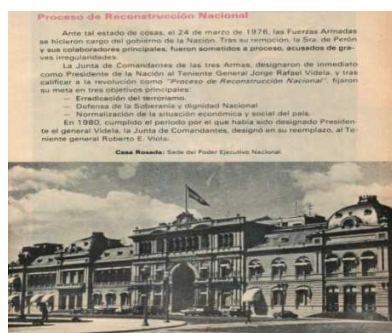 Proceso de Reconstrucción Nacional
Ante tal estado de cosas, el 24 de marzo de 1976, las Fuerzas Armadas
se hicieron cargo del gobierno de la Nación. Tras su remoción, la Sra. de Perón
y sus colaboradores principales, fueron sometidos a proceso, acusados de gra-
ves irregularidades.
La Junta de Comandantes de las tres Armas, designaron de inmediato
como Presidente de la Nación al Teniente General Jorge Rafael Videla, y tras
calificar a la revolución como "Proceso de Reconstrucción Nacional", fijaron
su meta en tres objetivos principales:
— Erradicación del terrorismo.
— Defensa de la Soberanía y dignidad Nacional
— Normalización de la situación económica y social del país.
En 1980, cumplido el período por el que había sido designado Presiden-
te el general Videla, la Junta de Comandantes, designó en su reemplazo, al Te-
niente general Roberto E. Viola.
Casa Rosada: Sede del Poder Ejecutivo Nacional.